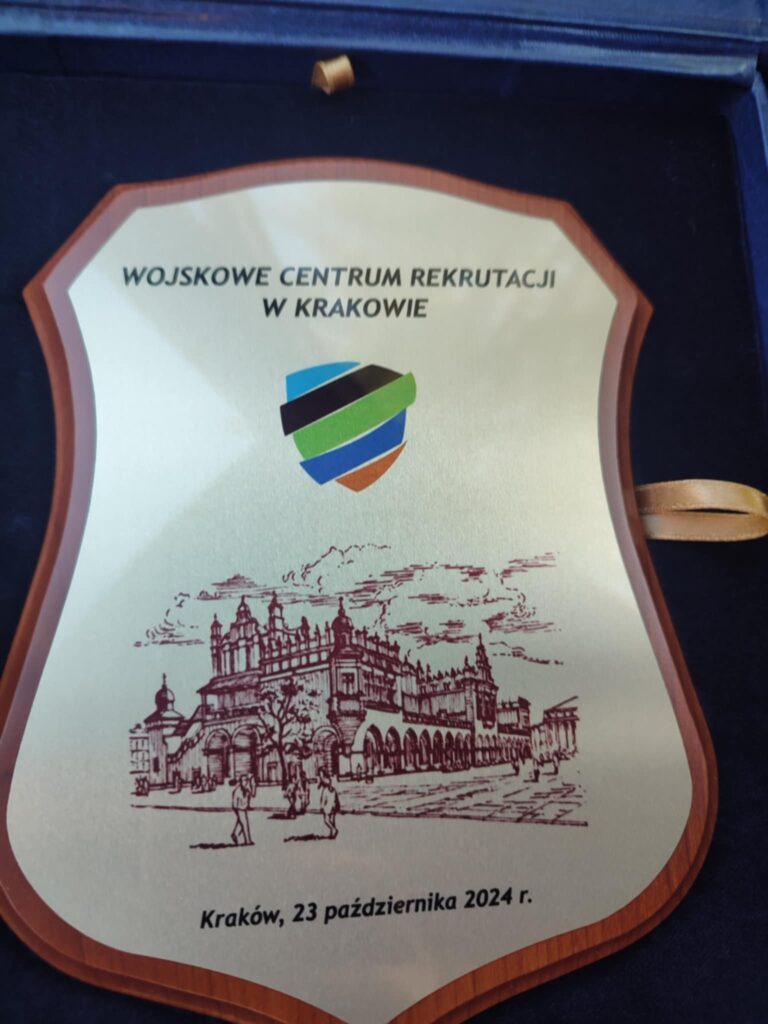 WOJSKOWE CENTRUM REKRUTACJI
W KRAKOWIE
Kraków, 23 października 2024 r.